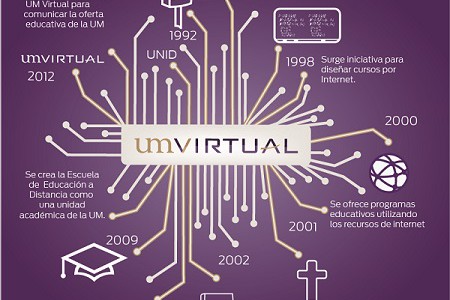 UM Virtual para
comunicar la oferta
educativa de la UM
1992
UNID
umVIRTUAL
2012
1998
Surge iniciativa para
diseñar cursos por
Internet.
umVIRTUAL
2000
Se crea la Escuela
de Educación a
Distancia como
una unidad
académica de la UM.
Se ofrece programas
educativos utilizando
los recursos de internet
2001
2009
2002